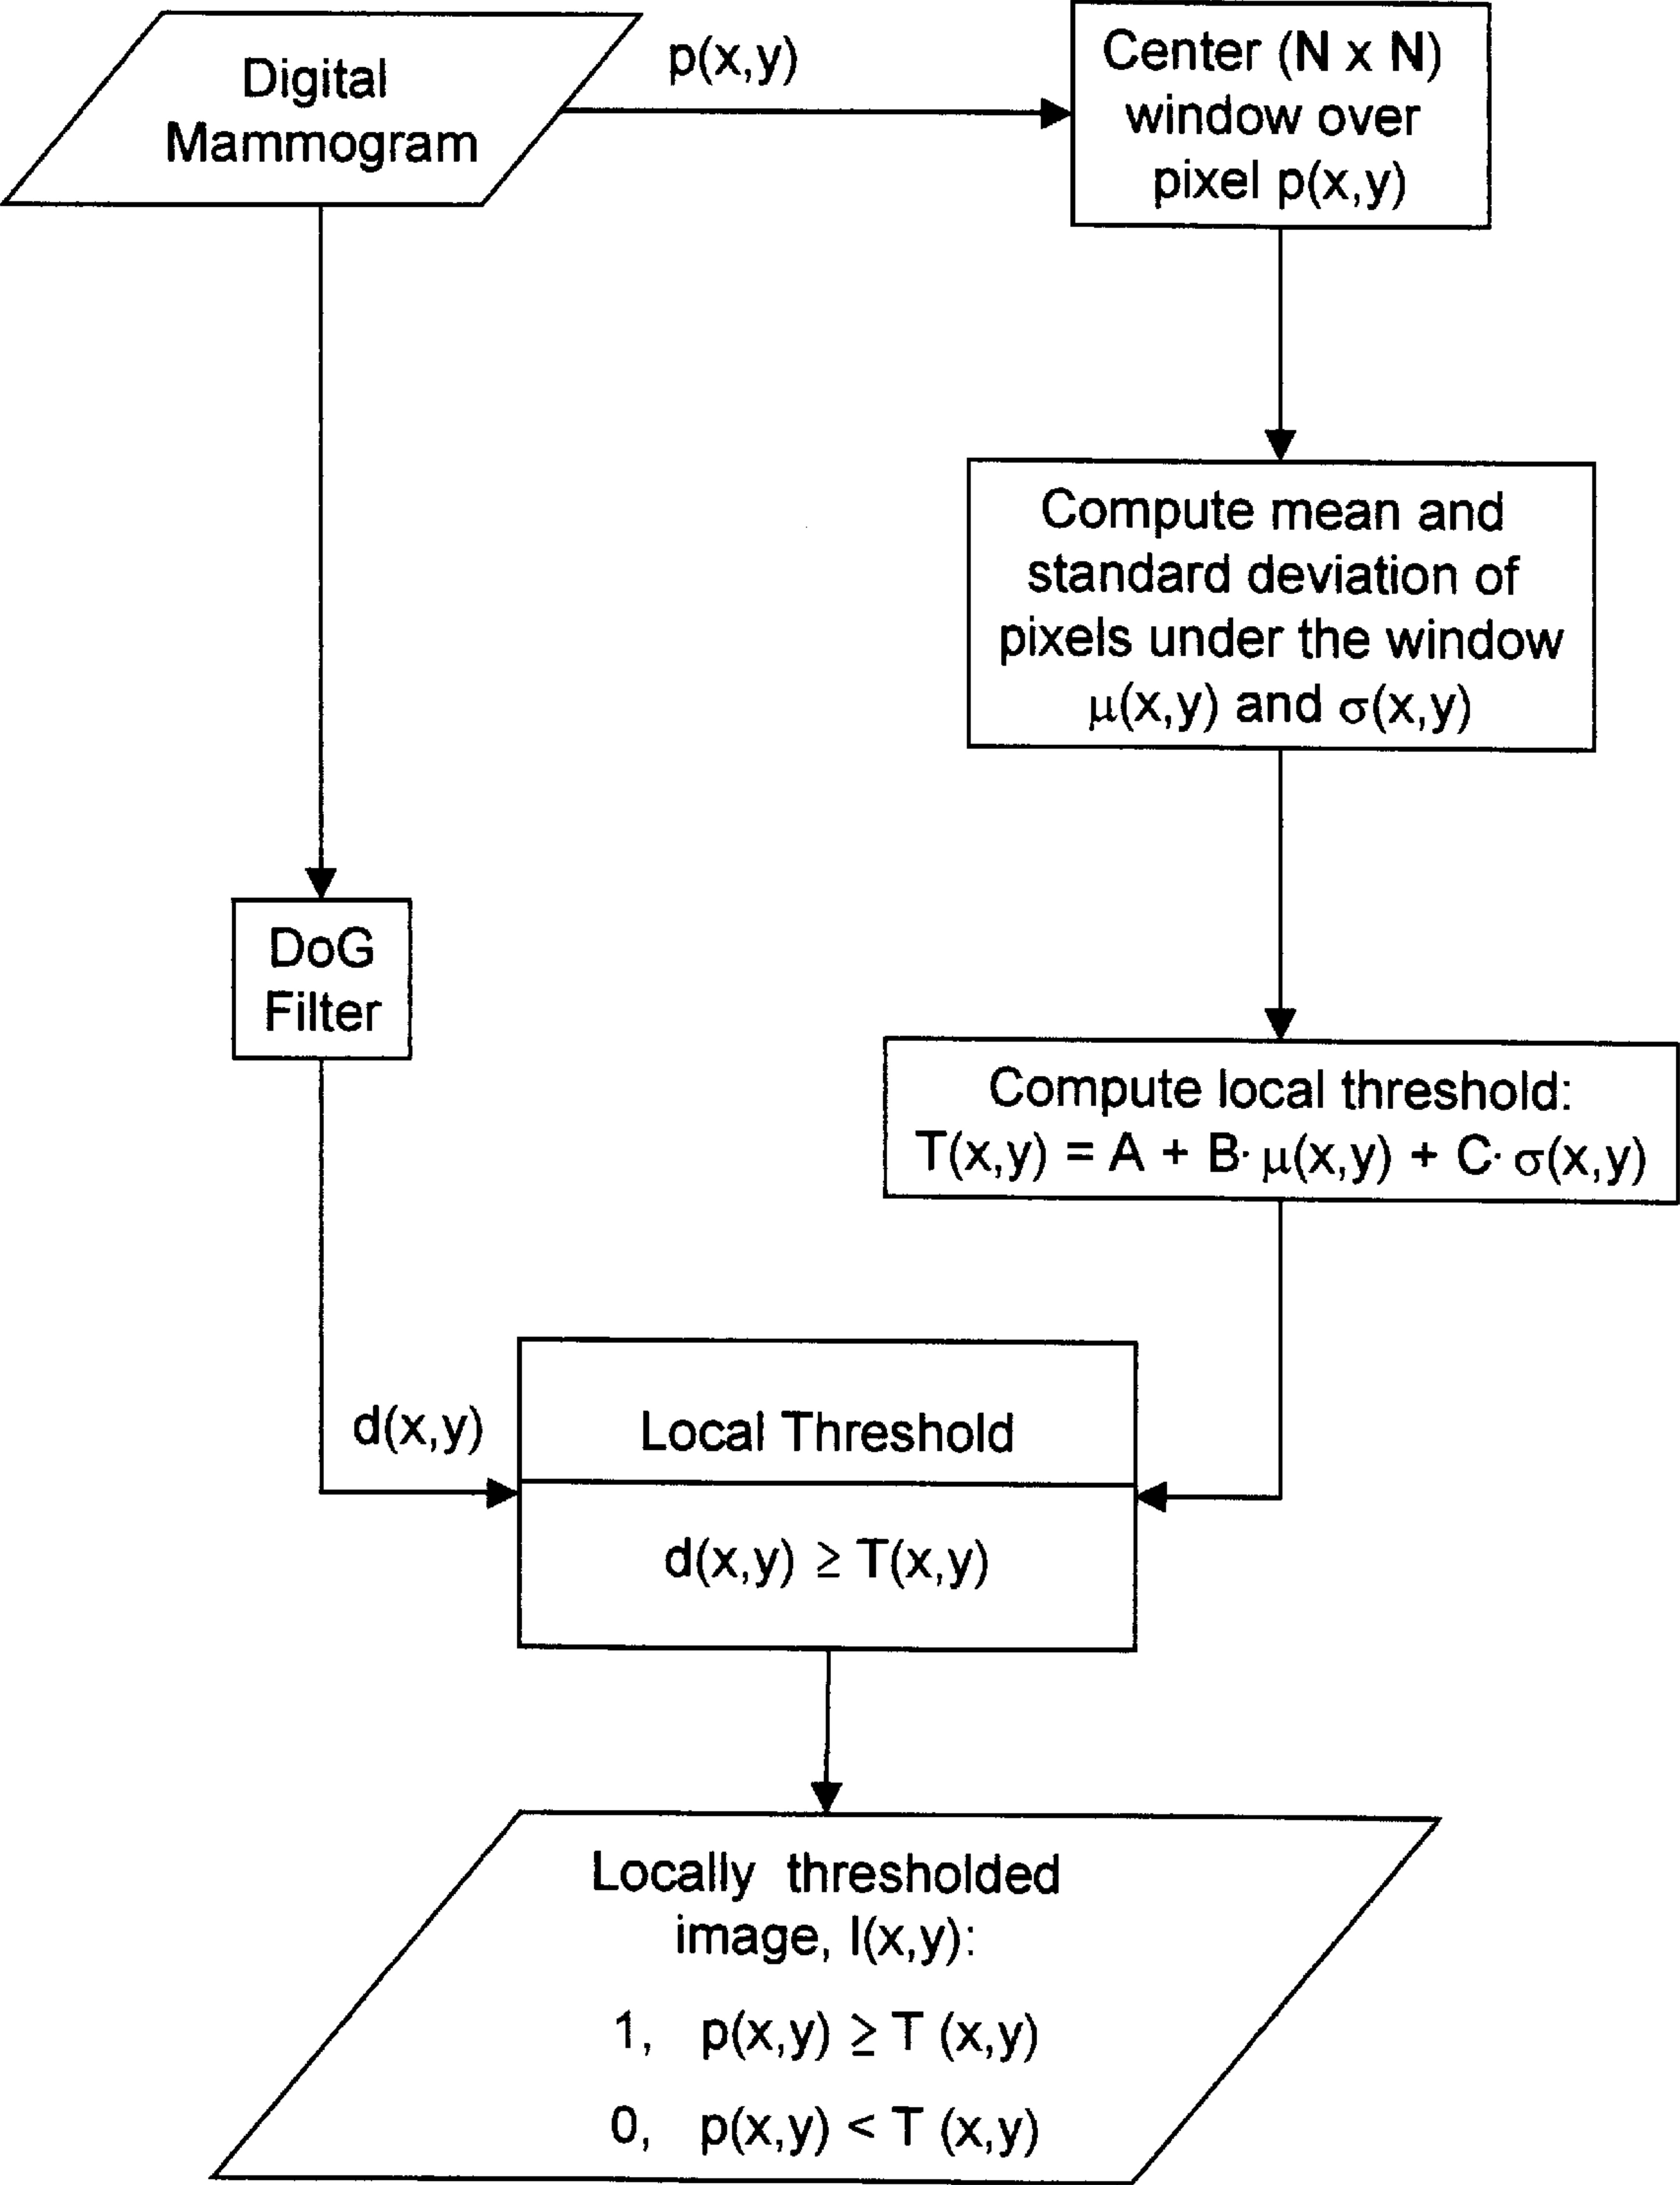 Digital
Mammogram
p(x,y)
Center (N x N)
window over
pixel p(x,y)
Compute mean and
standard deviation of
pixels under the window
μ(x,y) and σ(x,y)
DoG
Filter
Compute local threshold:
T(x,y) = A + B· μ(x,y) + C· σ(x,y)
d(x,y)
Local Threshold
d(x,y) ≥ T(x,y)
Locally thresholded
image, I(x,y):
1, p(x,y) ≥ T (x,y)
0, p(x,y) < T (x,y)